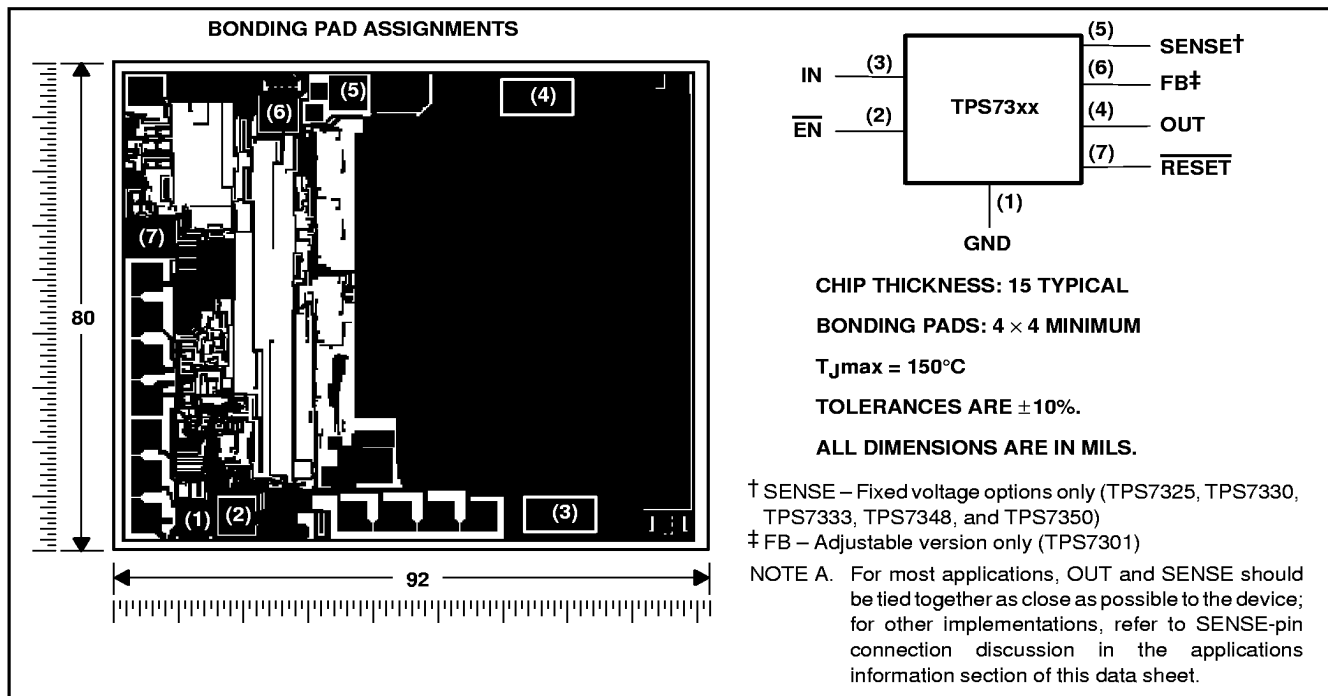 BONDING PAD ASSIGNMENTS
(5)
(6)
(4)
(7)
80
(1)
(2)
(3)
92
(5)
SENSE†
(3)
IN
(6)
FB‡
TPS73xx
(2)
EN
(4)
OUT
(7)
RESET
(1)
GND
CHIP THICKNESS: 15 TYPICAL
BONDING PADS: 4 × 4 MINIMUM
TJmax = 150°C
TOLERANCES ARE ±10%.
ALL DIMENSIONS ARE IN MILS.
† SENSE – Fixed voltage options only (TPS7325, TPS7330,
TPS7333, TPS7348, and TPS7350)
‡ FB – Adjustable version only (TPS7301)
NOTE A. For most applications, OUT and SENSE should
be tied together as close as possible to the device;
for other implementations, refer to SENSE-pin
connection discussion in the applications
information section of this data sheet.